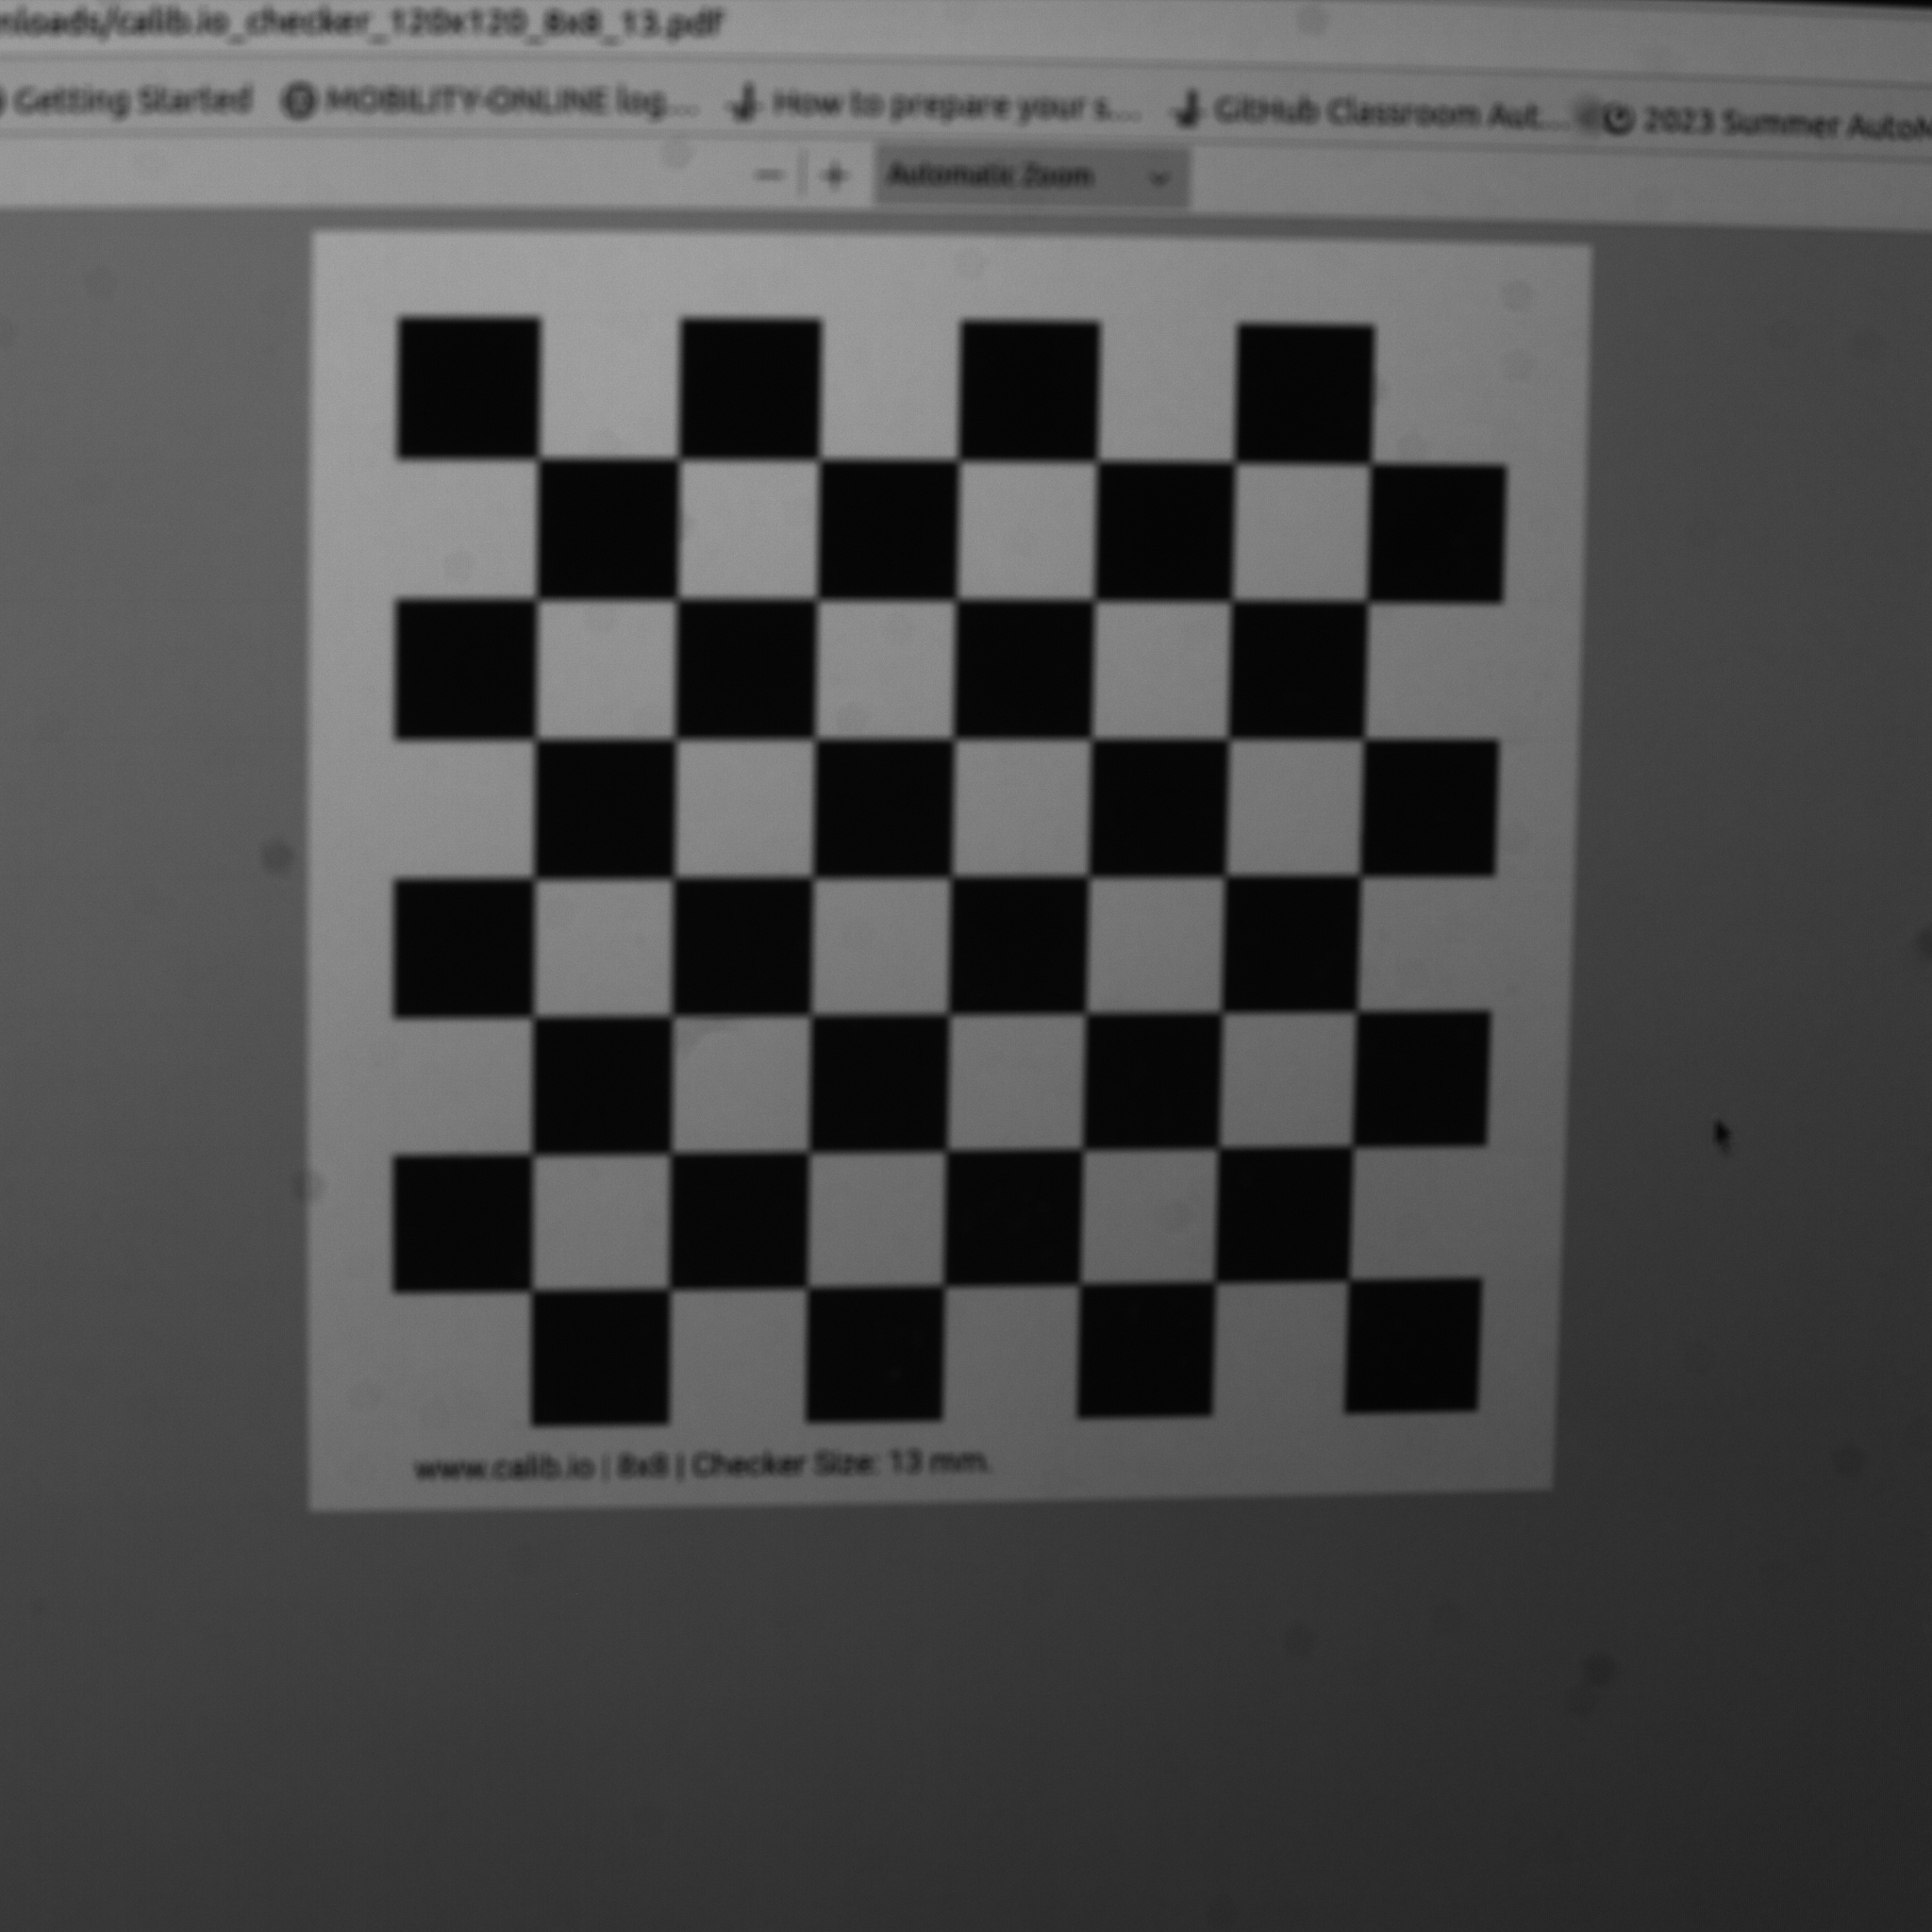 nloads/calib.io_checker_120x120_8x8_13.pdf
Getting Started MOBILITY-ONLINE log... How to prepare your s... GitHub Classroom Aut... 2023 Summer AutoM
− + Automatic Zoom
www.calib.io | 8x8 | Checker Size: 13 mm.